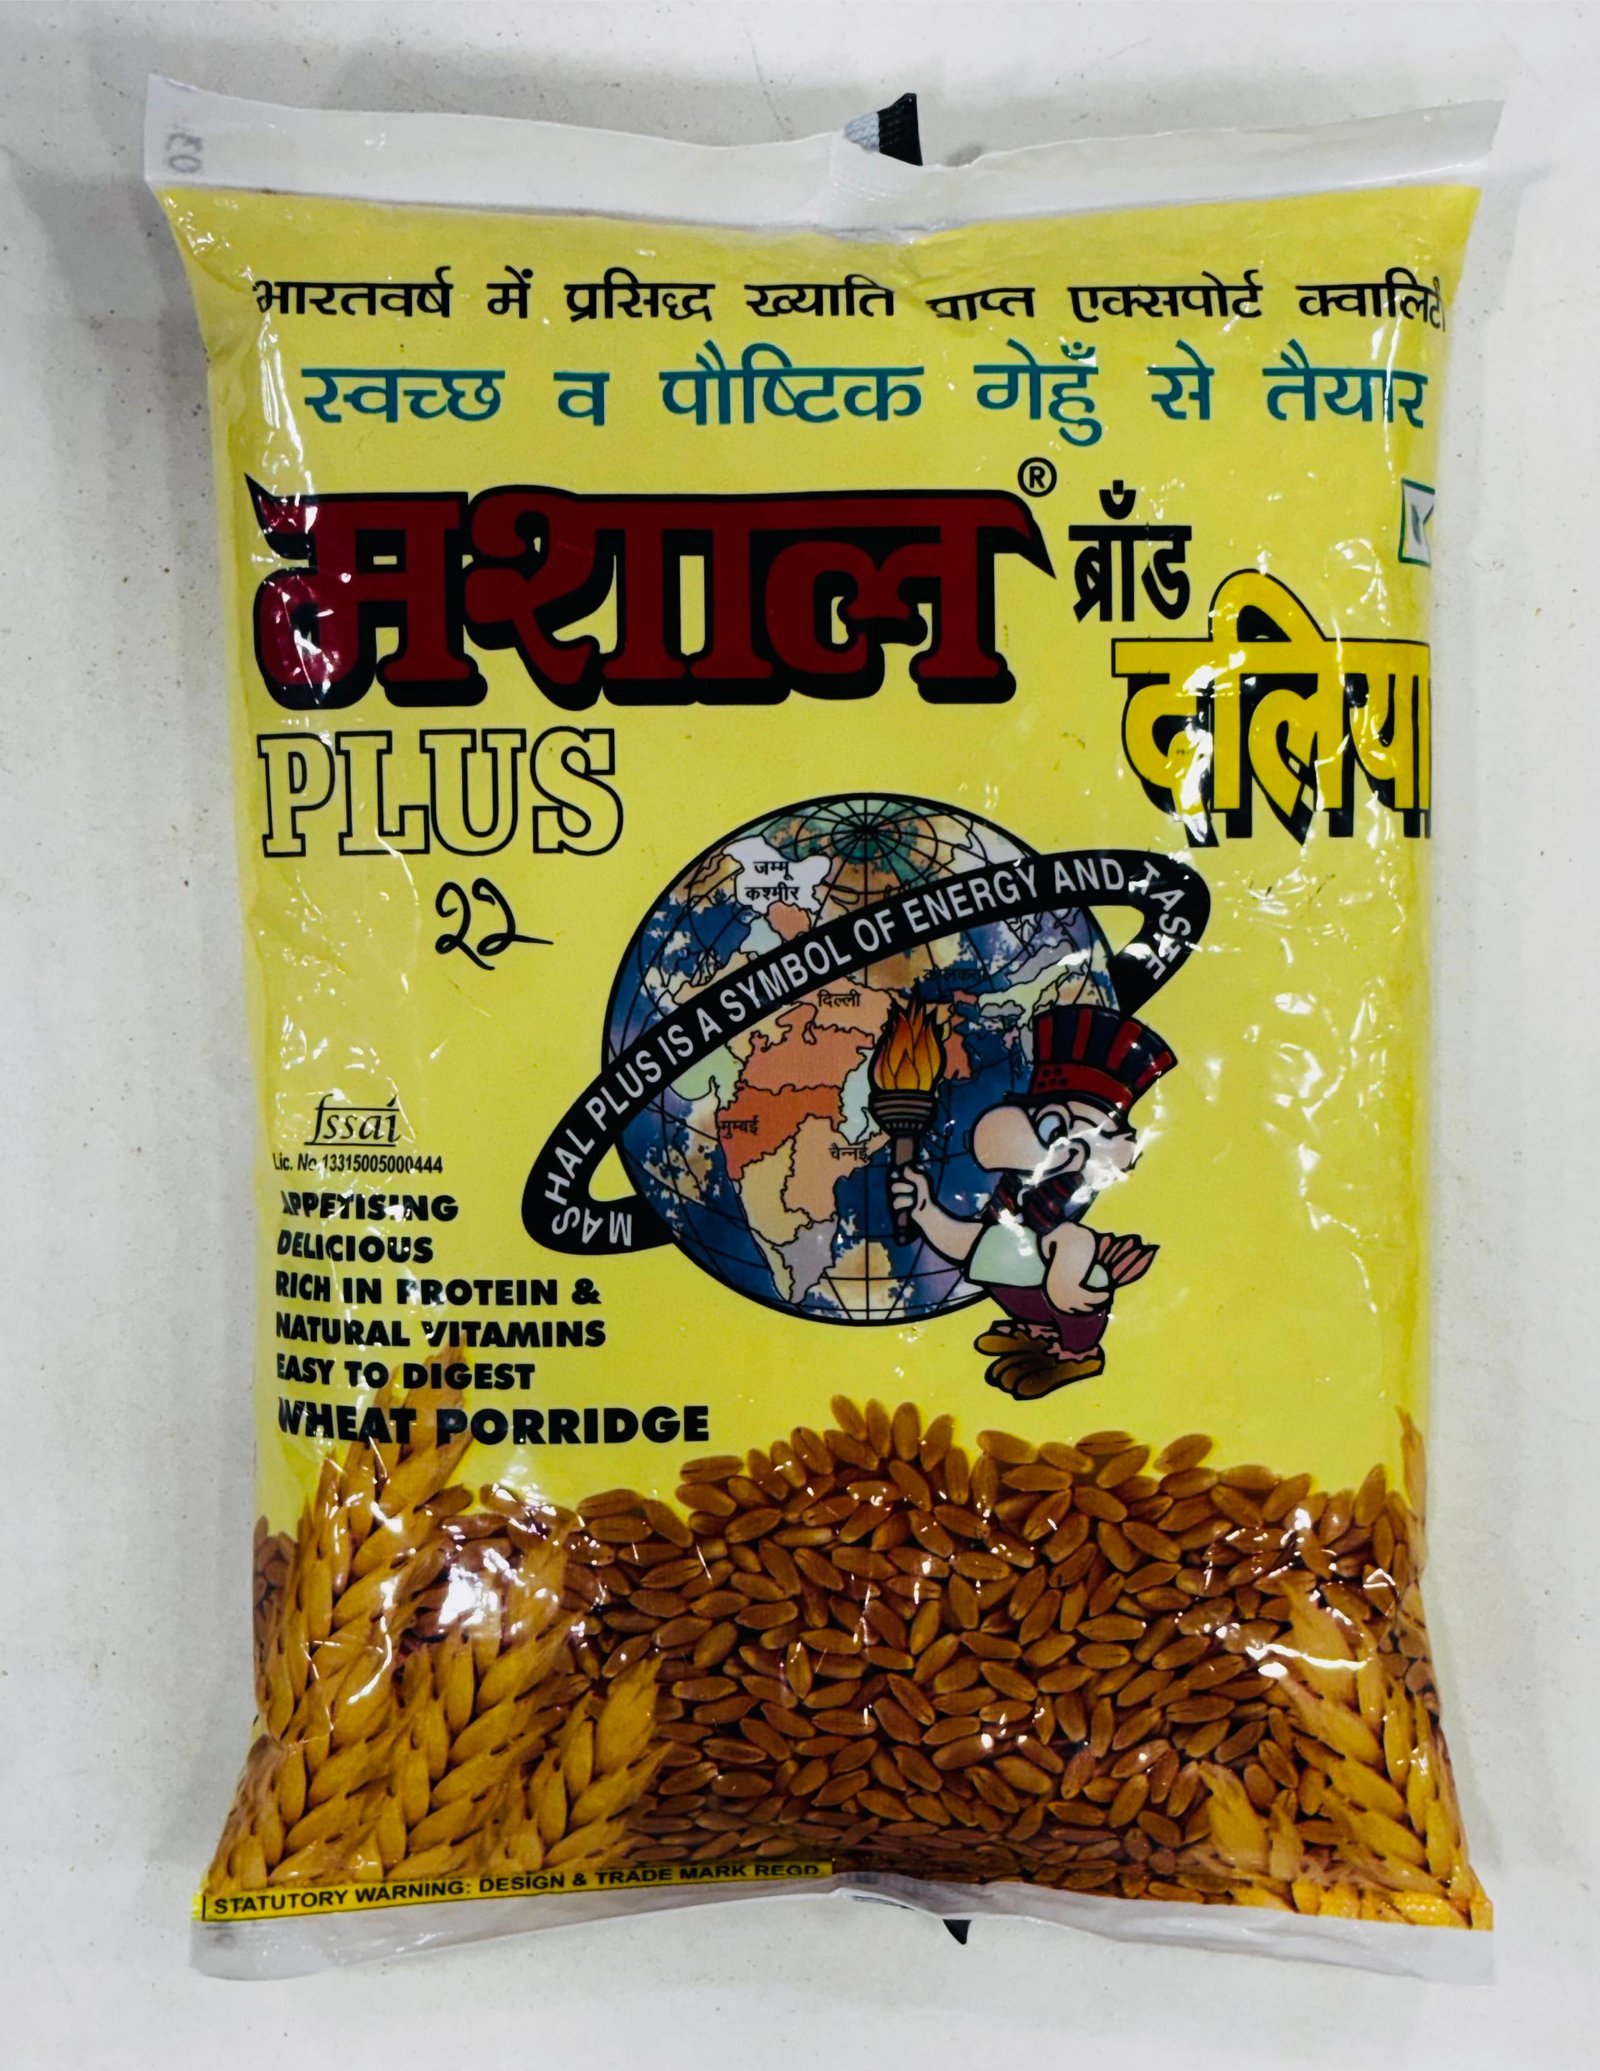 03
भारतवर्ष में प्रसिद्ध ख्याति प्राप्त एक्सपोर्ट क्वालिटी
स्वच्छ व पौष्टिक गेहुँ से तैयार
मशाल ® ब्राँड
दलिया
PLUS
२२
जम्मू
कश्मीर
MASHAL PLUS IS A SYMBOL OF ENERGY AND TASTE
कोलकता
दिल्ली
मुम्बई
चेन्नई
fssai
Lic. No.13315005000444
APPETISING
DELICIOUS
RICH IN PROTEIN &
NATURAL VITAMINS
EASY TO DIGEST
WHEAT PORRIDGE
STATUTORY WARNING: DESIGN & TRADE MARK REGD.